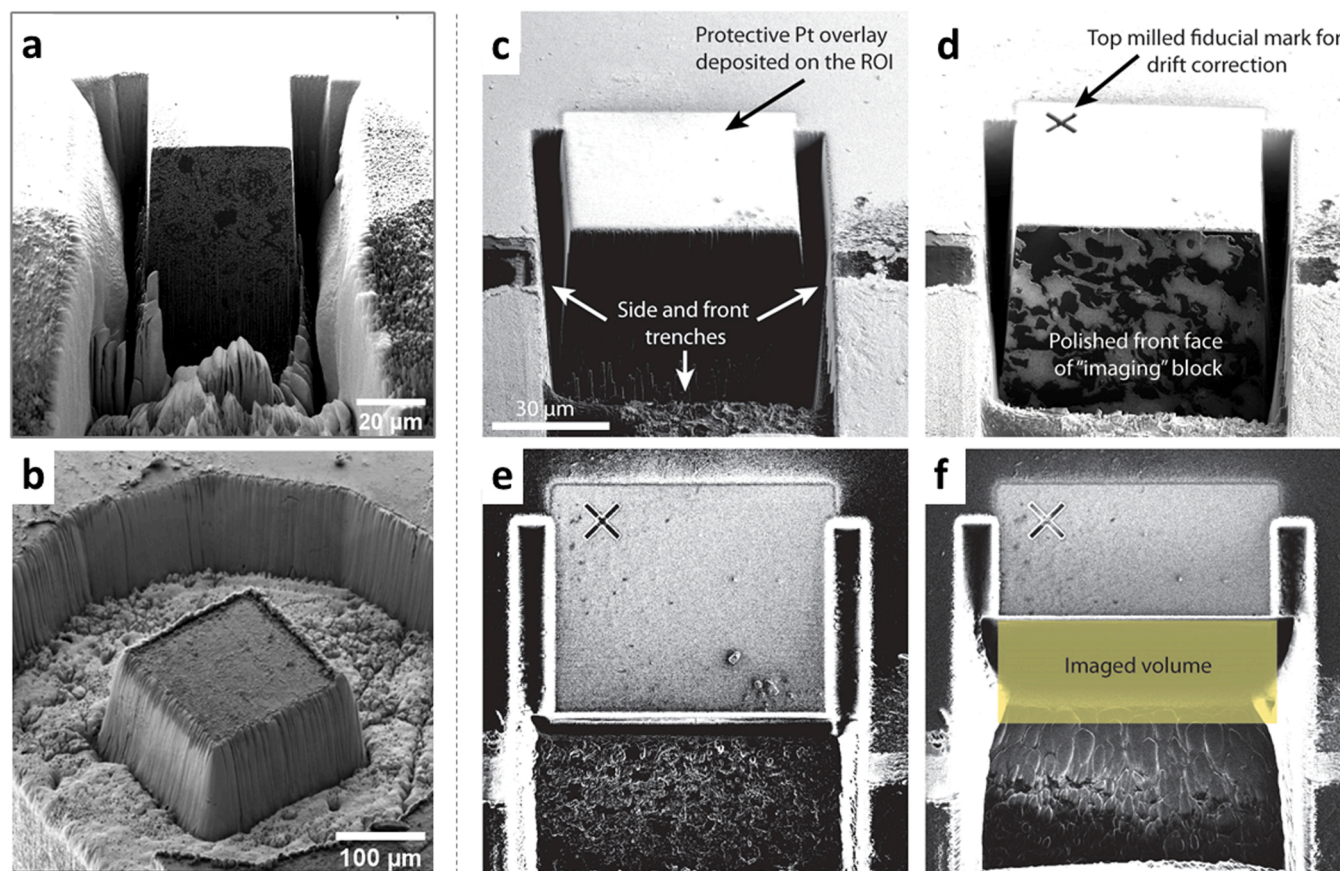 a
20 µm
b
100 µm
c
Protective Pt overlay
deposited on the ROI
Side and front
trenches
30 µm
d
Top milled fiducial mark for
drift correction
Polished front face
of "imaging" block
e
f
Imaged volume